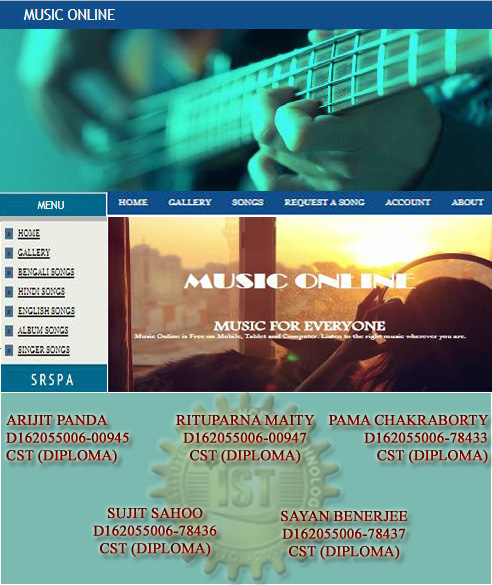 MUSIC ONLINE
MENU
HOME
GALLERY
BENGALI SONGS
HINDI SONGS
ENGLISH SONGS
ALBUM SONGS
SINGER SONGS
SRSPA
HOME GALLERY SONGS REQUEST A SONG ACCOUNT ABOUT
MUSIC ONLINE
MUSIC FOR EVERYONE
Music Online is Free on Mobile, Tablet and Computer. Listen to the right music wherever you are.
ARIJIT PANDA
D162055006-00945
CST (DIPLOMA)
RITUPARNA MAITY
D162055006-00947
CST (DIPLOMA)
PAMA CHAKRABORTY
D162055006-78433
CST (DIPLOMA)
IST
SUJIT SAHOO
D162055006-78436
CST (DIPLOMA)
SAYAN BENERJEE
D162055006-78437
CST (DIPLOMA)